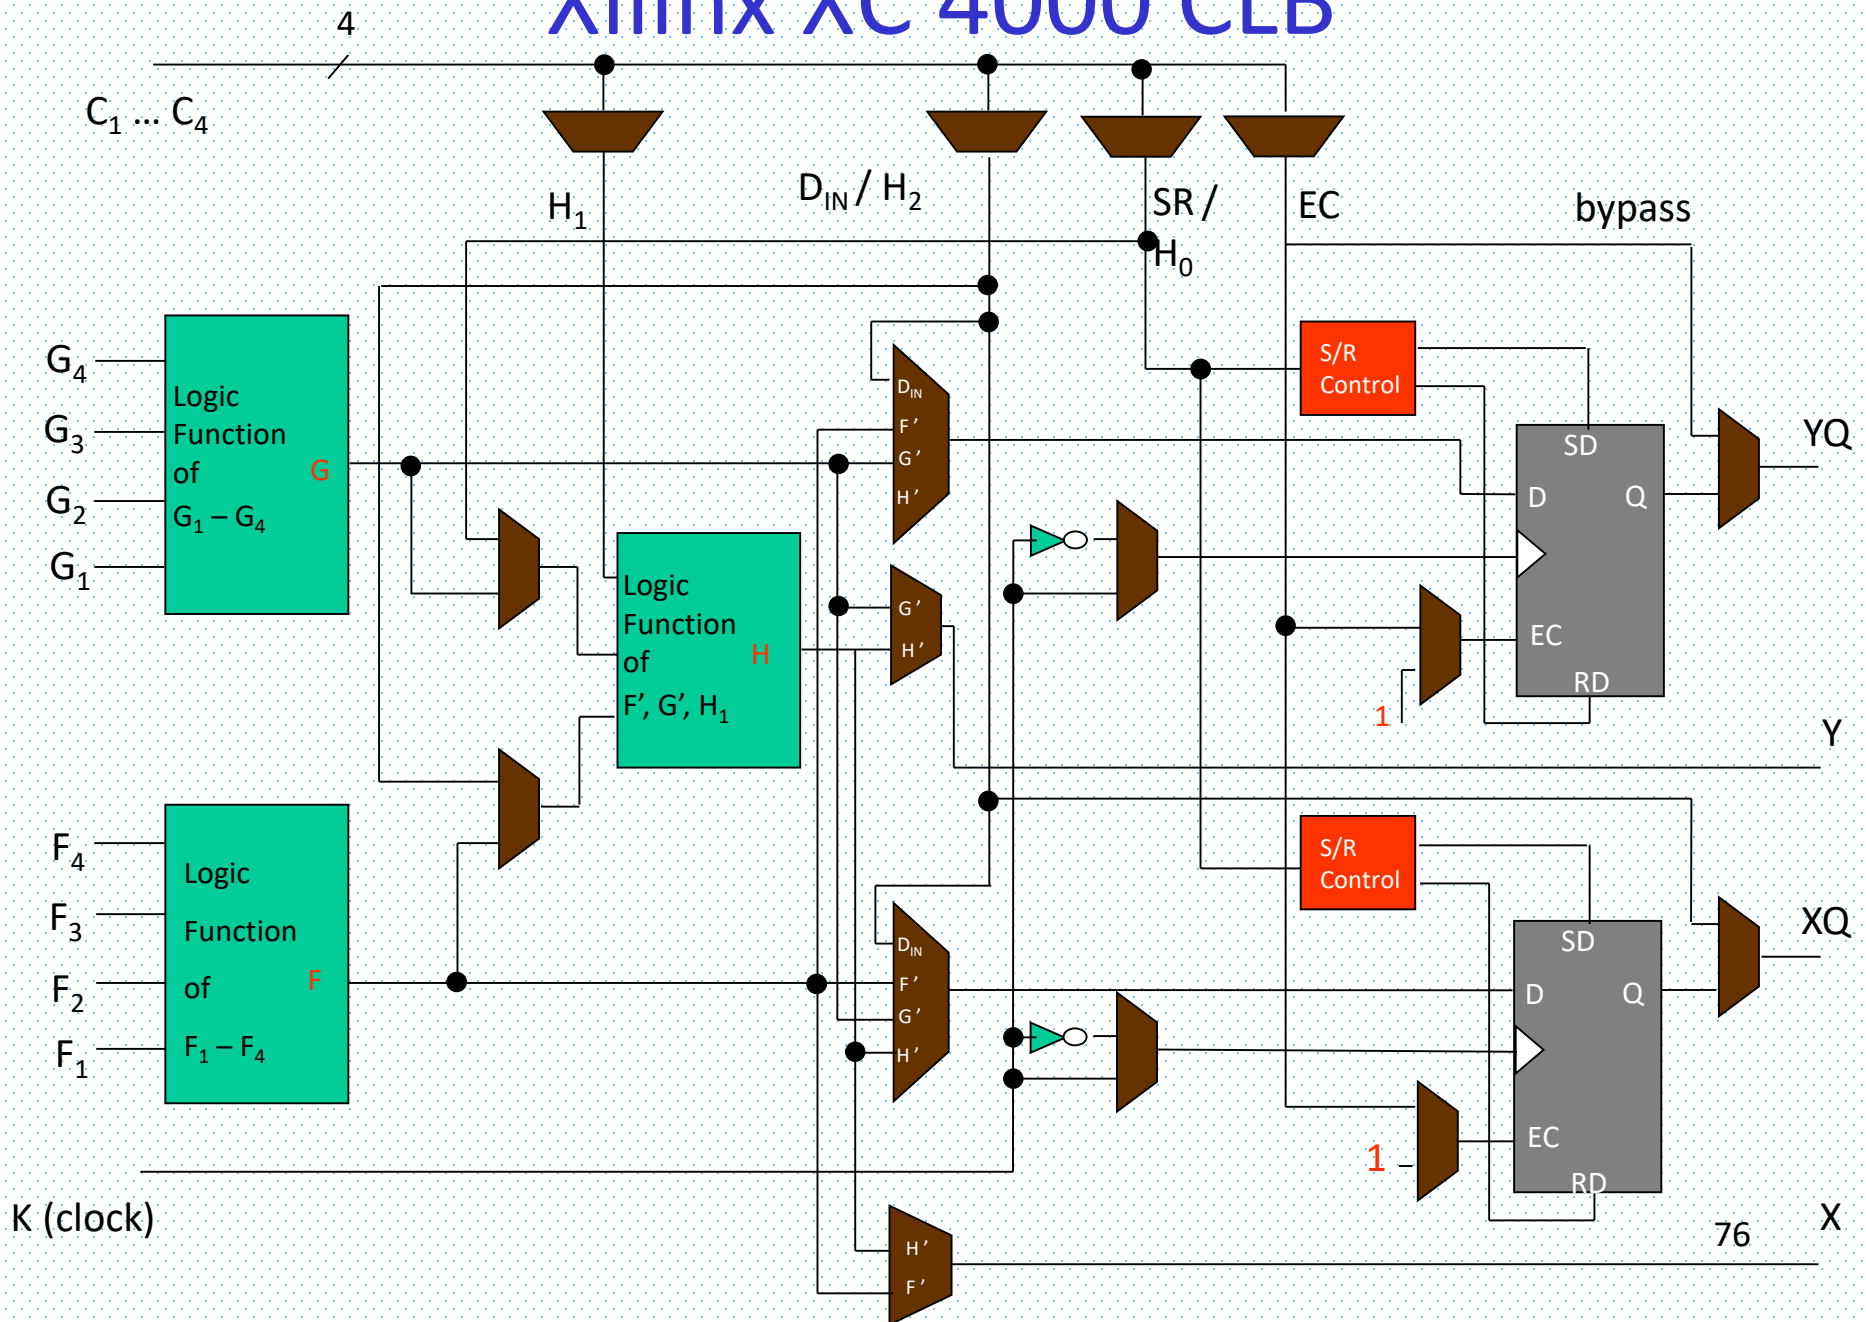 Xilinx XC 4000 CLB
4
C1 ... C4
H1
DIN / H2
SR /
H0
EC
bypass
G4
G3
G2
G1
Logic
Function
of
G1 – G4
G
DIN
F’
G’
H’
S/R
Control
SD
D
Q
EC
RD
1
YQ
Logic
Function
of
F’, G’, H1
H
G’
H’
Y
F4
F3
F2
F1
Logic
Function
of
F1 – F4
F
DIN
F’
G’
H’
S/R
Control
SD
D
Q
EC
RD
1
XQ
K (clock)
H’
F’
76
X